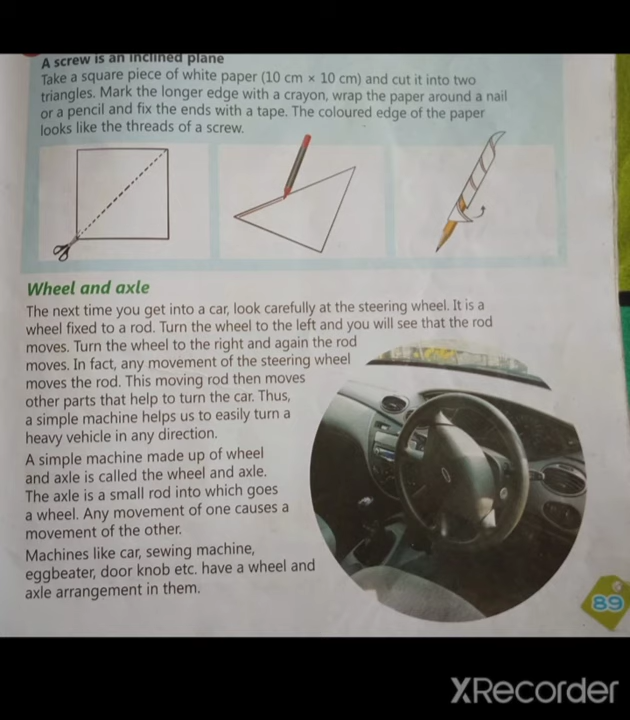 A screw is an inclined plane
Take a square piece of white paper (10 cm × 10 cm) and cut it into two
triangles. Mark the longer edge with a crayon, wrap the paper around a nail
or a pencil and fix the ends with a tape. The coloured edge of the paper
looks like the threads of a screw.
Wheel and axle
The next time you get into a car, look carefully at the steering wheel. It is a
wheel fixed to a rod. Turn the wheel to the left and you will see that the rod
moves. Turn the wheel to the right and again the rod
moves. In fact, any movement of the steering wheel
moves the rod. This moving rod then moves
other parts that help to turn the car. Thus,
a simple machine helps us to easily turn a
heavy vehicle in any direction.
A simple machine made up of wheel
and axle is called the wheel and axle.
The axle is a small rod into which goes
a wheel. Any movement of one causes a
movement of the other.
Machines like car, sewing machine,
eggbeater, door knob etc. have a wheel and
axle arrangement in them.
89
XRecorder